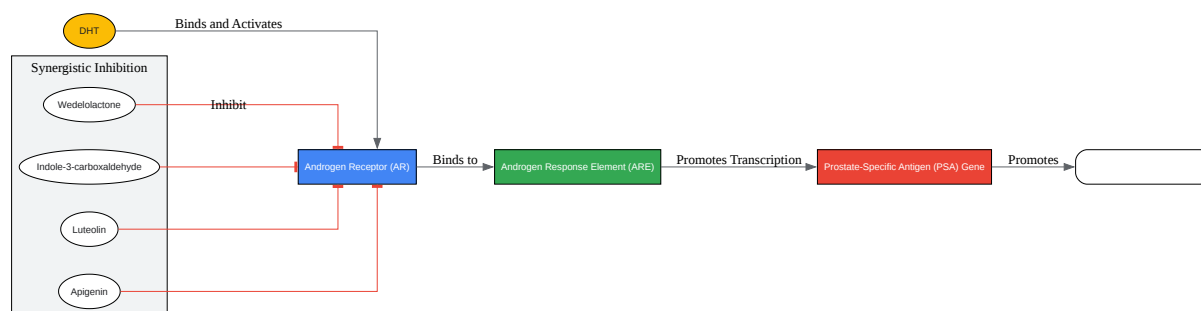 DHT
Binds and Activates
Synergistic Inhibition
Wedelolactone
Inhibit
Indole-3-carboxaldehyde
Androgen Receptor (AR)
Binds to
Androgen Response Element (ARE)
Promotes Transcription
Prostate-Specific Antigen (PSA) Gene
Promotes
Luteolin
Apigenin